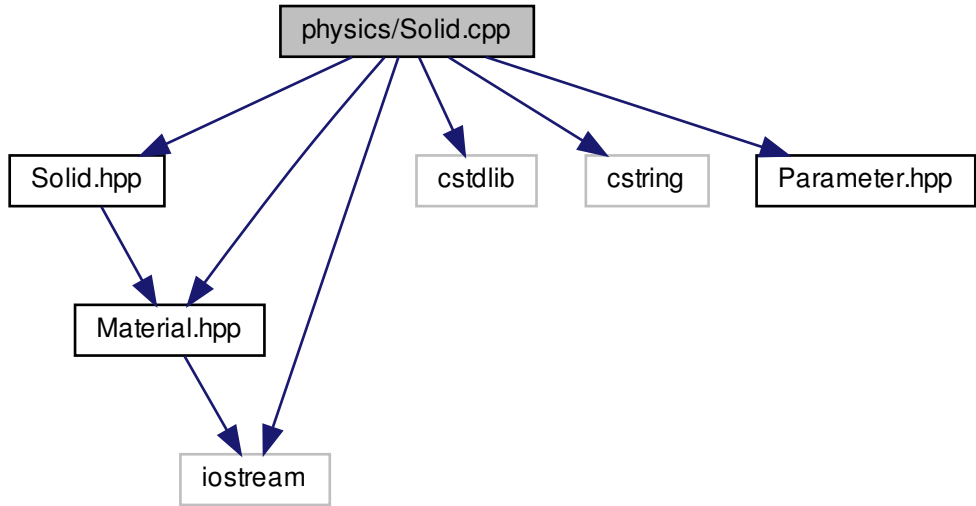 physics/Solid.cpp
Solid.hpp
cstdlib
cstring
Parameter.hpp
Material.hpp
iostream